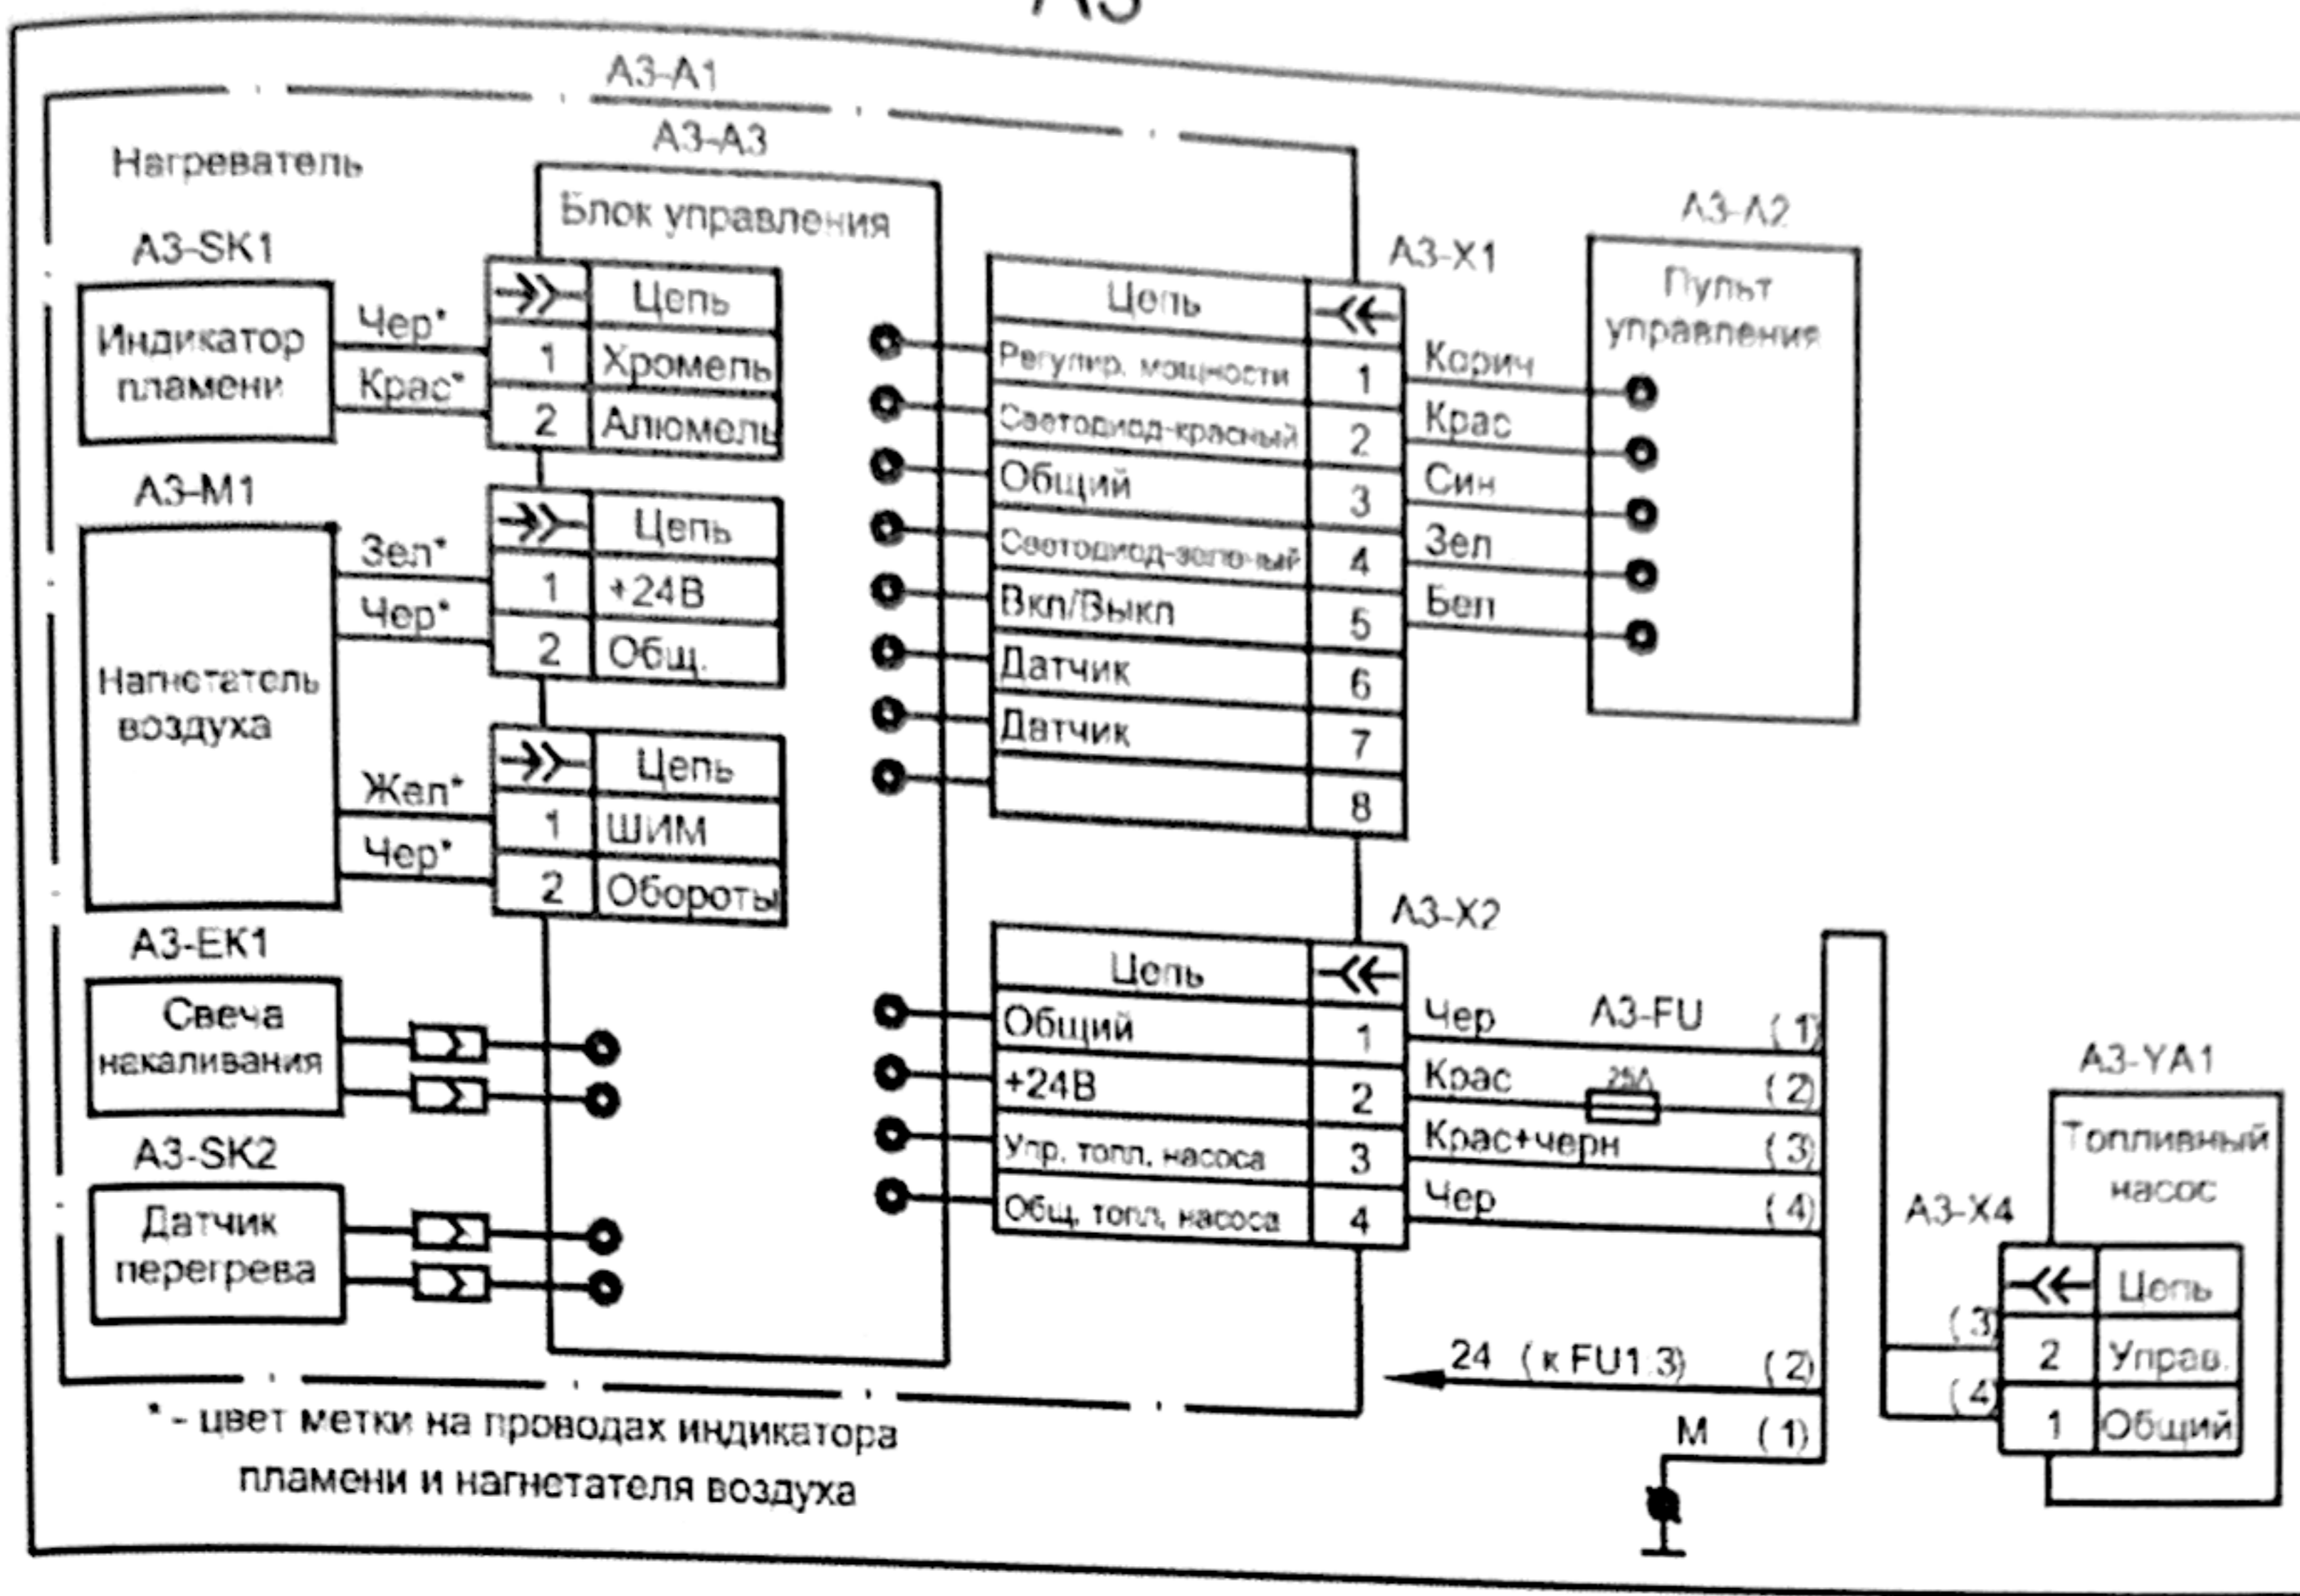 А3
А3-А1
А3-А3
Нагреватель
Блок управления
А3-SK1
Индикатор
пламени
Чер*
Крас*
Цепь
1 Хромель
2 Алюмель
А3-М1
Нагнетатель
воздуха
Зел*
Чер*
Цепь
1 +24В
2 Общ.
Жел*
Чер*
Цепь
1 ШИМ
2 Обороты
А3-ЕК1
Свеча
накаливания
А3-SK2
Датчик
перегрева
А3-Х1
Цепь
Регулир. мощности 1 Корич
Светодиод-красный 2 Крас
Общий 3 Син
Светодиод-зеленый 4 Зел
Вкл/Выкл 5 Бел
Датчик 6
Датчик 7
8
А3-А2
Пульт
управления
А3-Х2
Цепь
Общий 1 Чер А3-FU (1)
+24В 2 Крас 25А (2)
Упр. топл. насоса 3 Крас+черн (3)
Общ. топл. насоса 4 Чер (4)
24 (к FU1.3) (2)
М (1)
А3-YA1
Топливный
насос
А3-Х4
Цепь
(3) 2 Управ.
(4) 1 Общий
* - цвет метки на проводах индикатора
пламени и нагнетателя воздуха